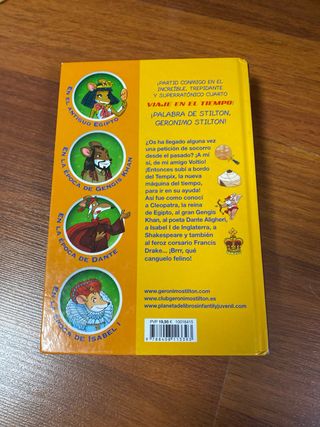 ¡PARTID CONMIGO EN EL
INCREÍBLE, TREPIDANTE
Y SUPERRATÓNICO CUARTO
VIAJE EN EL TIEMPO!
¡PALABRA DE STILTON,
GERONIMO STILTON!
¿Os ha llegado alguna vez
una petición de socorro
desde el pasado? ¡A mí
sí, de mi amigo Voltio!
¡Entonces subí a bordo
del Tempix, la nueva
máquina del tiempo,
para ir en su ayuda!
Así fue como conocí
a Cleopatra, la reina
de Egipto, al gran Gengis
Khan, al poeta Dante Alighieri,
a Isabel I de Inglaterra, a
Shakespeare y también
al feroz corsario Francis
Drake... ¡Brrr, qué
canguelo felino!
EN EL ANTIGUO EGIPTO
EN LA ÉPOCA DE GENGIS KHAN
EN LA ÉPOCA DE DANTE
EN LA ÉPOCA DE ISABEL I
www.geronimostilton.com
www.clubgeronimostilton.es
www.planetadelibrosinfantilyjuvenil.com
PVP 19,95 € 10016415